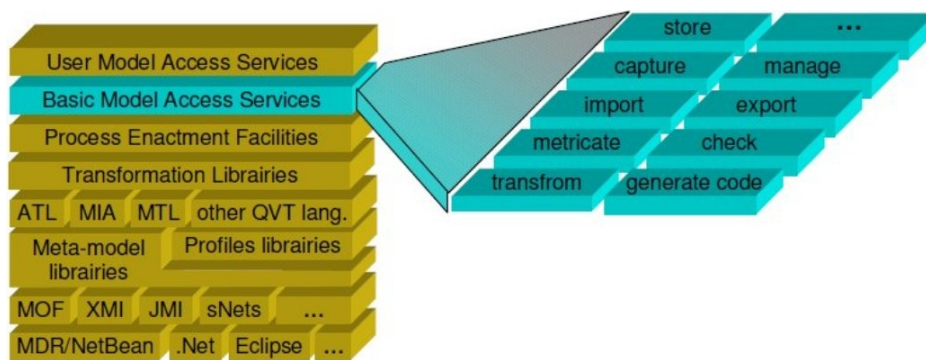 User Model Access Services
Basic Model Access Services
Process Enactment Facilities
Transformation Librairies
ATL MIA MTL other QVT lang.
Meta-model
librairies
Profiles librairies
MOF XMI JMI sNets ...
MDR/NetBean .Net Eclipse ...
store ...
capture manage
import export
metricate check
transfrom generate code